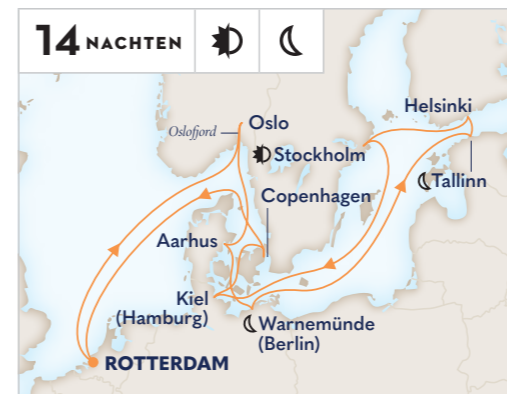 14 NACHTEN
Helsinki
Oslo
Oslofjord
Stockholm
Tallinn
Copenhagen
Aarhus
Kiel
(Hamburg)
Warnemünde
(Berlin)
ROTTERDAM